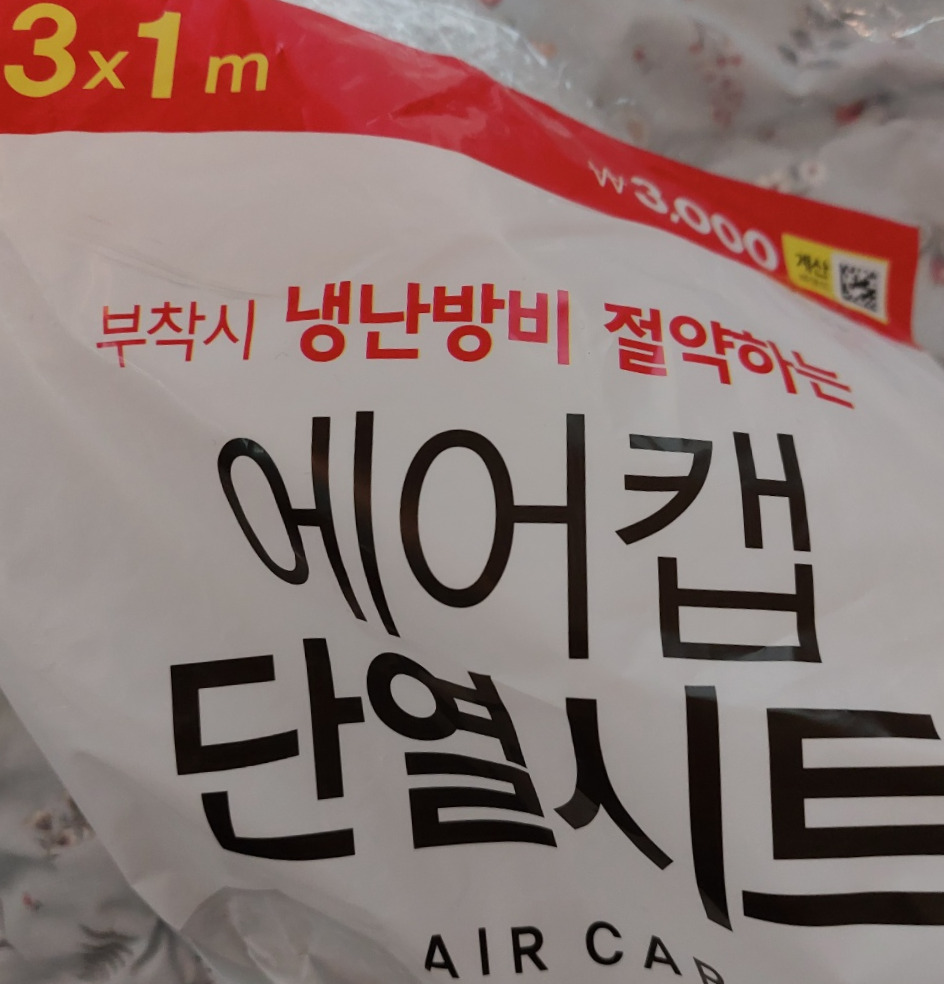 3x1m
₩3,000
계산
부착시 냉난방비 절약하는
에어캡
단열시트
AIR CAP